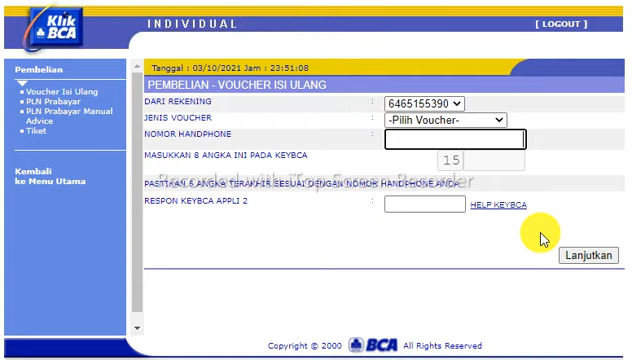 Klik
BCA
INDIVIDUAL
[ LOGOUT ]
Tanggal : 03/10/2021 Jam : 23:51:08
Pembelian
Voucher Isi Ulang
PLN Prabayar
PLN Prabayar Manual
Advice
Tiket
Kembali
ke Menu Utama
PEMBELIAN - VOUCHER ISI ULANG
DARI REKENING : 6465155390
JENIS VOUCHER : -Pilih Voucher-
NOMOR HANDPHONE :
MASUKKAN 8 ANGKA INI PADA KEYBCA : 15
Recorded with iTop Screen Recorder
PASTIKAN 6 ANGKA TERAKHIR SESUAI DENGAN NOMOR HANDPHONE ANDA
RESPON KEYBCA APPLI 2 : HELP KEYBCA
Lanjutkan
Copyright © 2000 BCA All Rights Reserved